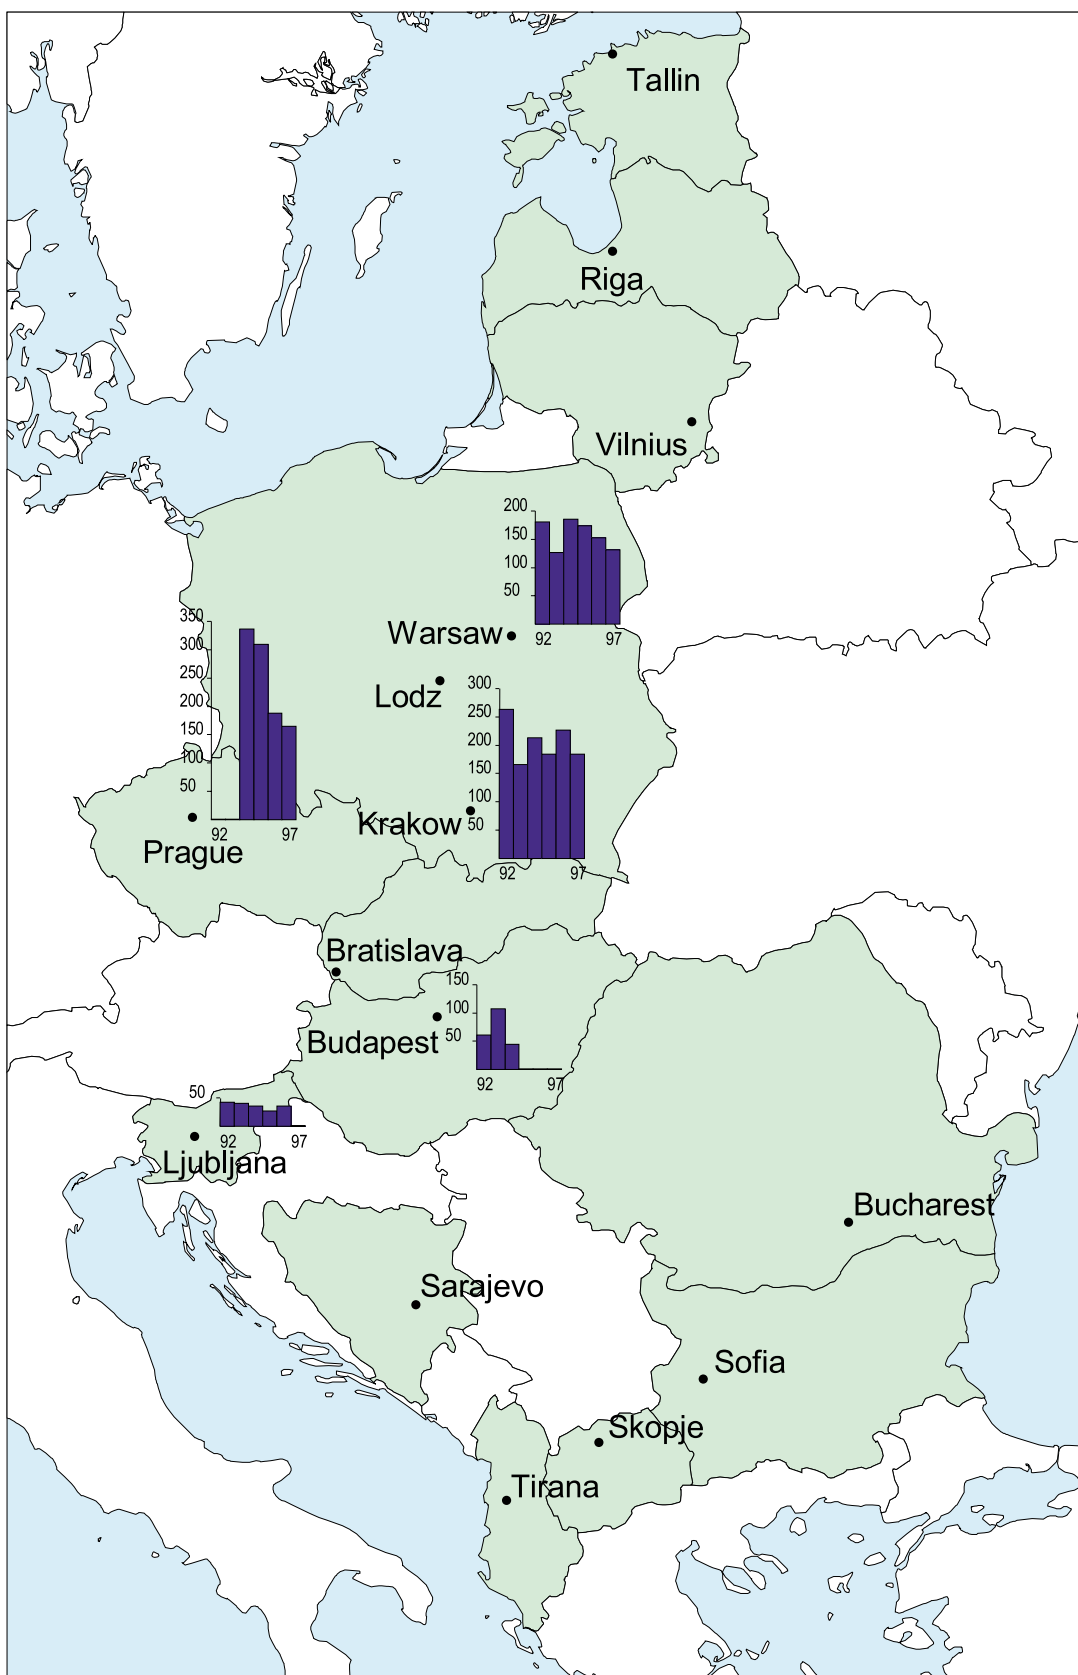 Tallin
Riga
Vilnius
200
150
100
50
92 97
Warsaw
350
300
250
200
150
100
50
92 97
Lodz
300
250
200
150
100
50
92 97
Krakow
Prague
Bratislava
150
100
50
92 97
Budapest
50
92 97
Ljubljana
Bucharest
Sarajevo
Sofia
Skopje
Tirana